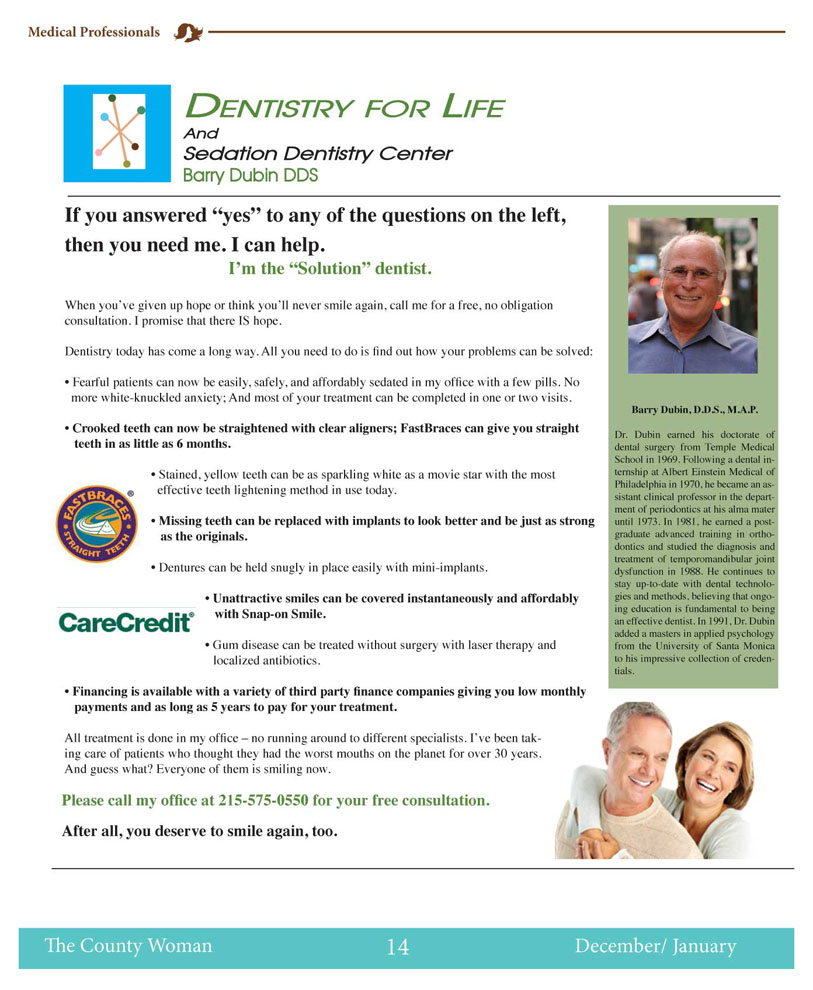 Medical Professionals
DENTISTRY FOR LIFE
And
Sedation Dentistry Center
Barry Dubin DDS
If you answered “yes” to any of the questions on the left,
then you need me. I can help.
I’m the “Solution” dentist.
When you’ve given up hope or think you’ll never smile again, call me for a free, no obligation
consultation. I promise that there IS hope.
Dentistry today has come a long way. All you need to do is find out how your problems can be solved:
• Fearful patients can now be easily, safely, and affordably sedated in my office with a few pills. No
more white-knuckled anxiety; And most of your treatment can be completed in one or two visits.
• Crooked teeth can now be straightened with clear aligners; FastBraces can give you straight
teeth in as little as 6 months.
• Stained, yellow teeth can be as sparkling white as a movie star with the most
effective teeth lightening method in use today.
FASTBRACES ®
STRAIGHT TEETH
• Missing teeth can be replaced with implants to look better and be just as strong
as the originals.
• Dentures can be held snugly in place easily with mini-implants.
• Unattractive smiles can be covered instantaneously and affordably
with Snap-on Smile.
CareCredit®
• Gum disease can be treated without surgery with laser therapy and
localized antibiotics.
• Financing is available with a variety of third party finance companies giving you low monthly
payments and as long as 5 years to pay for your treatment.
All treatment is done in my office – no running around to different specialists. I’ve been tak-
ing care of patients who thought they had the worst mouths on the planet for over 30 years.
And guess what? Everyone of them is smiling now.
Please call my office at 215-575-0550 for your free consultation.
After all, you deserve to smile again, too.
Barry Dubin, D.D.S., M.A.P.
Dr. Dubin earned his doctorate of
dental surgery from Temple Medical
School in 1969. Following a dental in-
ternship at Albert Einstein Medical of
Philadelphia in 1970, he became an as-
sistant clinical professor in the depart-
ment of periodontics at his alma mater
until 1973. In 1981, he earned a post-
graduate advanced training in ortho-
dontics and studied the diagnosis and
treatment of temporomandibular joint
dysfunction in 1988. He continues to
stay up-to-date with dental technolo-
gies and methods, believing that ongo-
ing education is fundamental to being
an effective dentist. In 1991, Dr. Dubin
added a masters in applied psychology
from the University of Santa Monica
to his impressive collection of creden-
tials.
The County Woman
14
December/ January